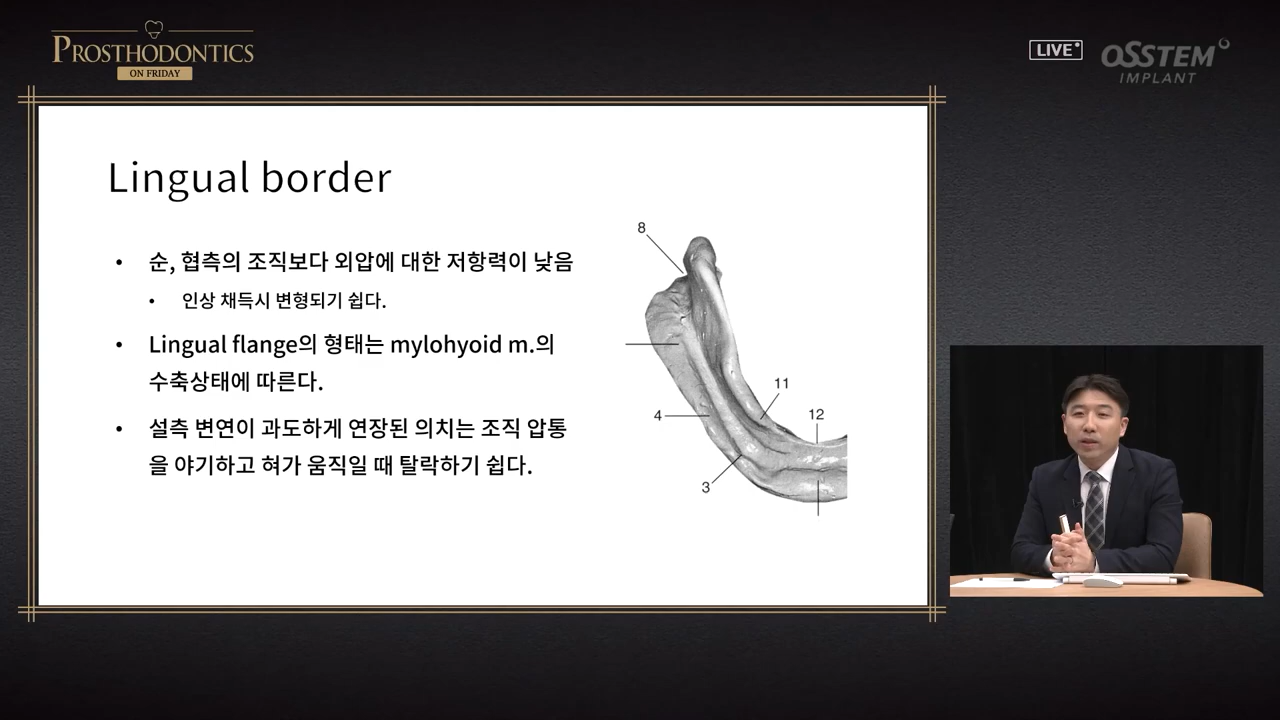 PROSTHODONTICS
ON FRIDAY
LIVE
OSSTEM
IMPLANT
Lingual border
• 순, 협측의 조직보다 외압에 대한 저항력이 낮음
• 인상 채득시 변형되기 쉽다.
• Lingual flange의 형태는 mylohyoid m.의
수축상태에 따른다.
• 설측 변연이 과도하게 연장된 의치는 조직 압통
을 야기하고 혀가 움직일 때 탈락하기 쉽다.
8
11
4
12
3